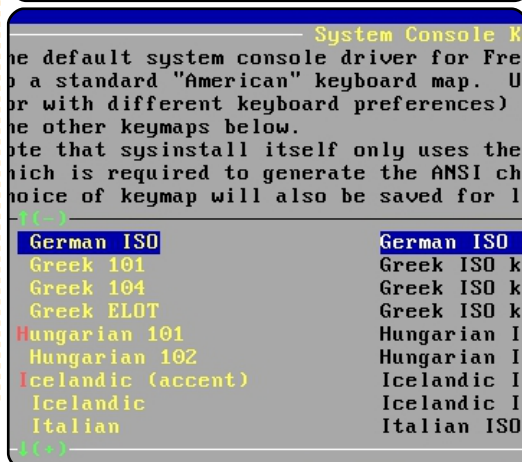 System Console K
he default system console driver for Fre
a standard "American" keyboard map. U
or with different keyboard preferences)
he other keymaps below.
ote that sysinstall itself only uses the
hich is required to generate the ANSI ch
hoice of keymap will also be saved for l
↑(-)
German ISO German ISO
Greek 101 Greek ISO k
Greek 104 Greek ISO k
Greek ELOT Greek ISO k
Hungarian 101 Hungarian I
Hungarian 102 Hungarian I
Icelandic (accent) Icelandic I
Icelandic Icelandic I
Italian Italian ISO
↓(+)